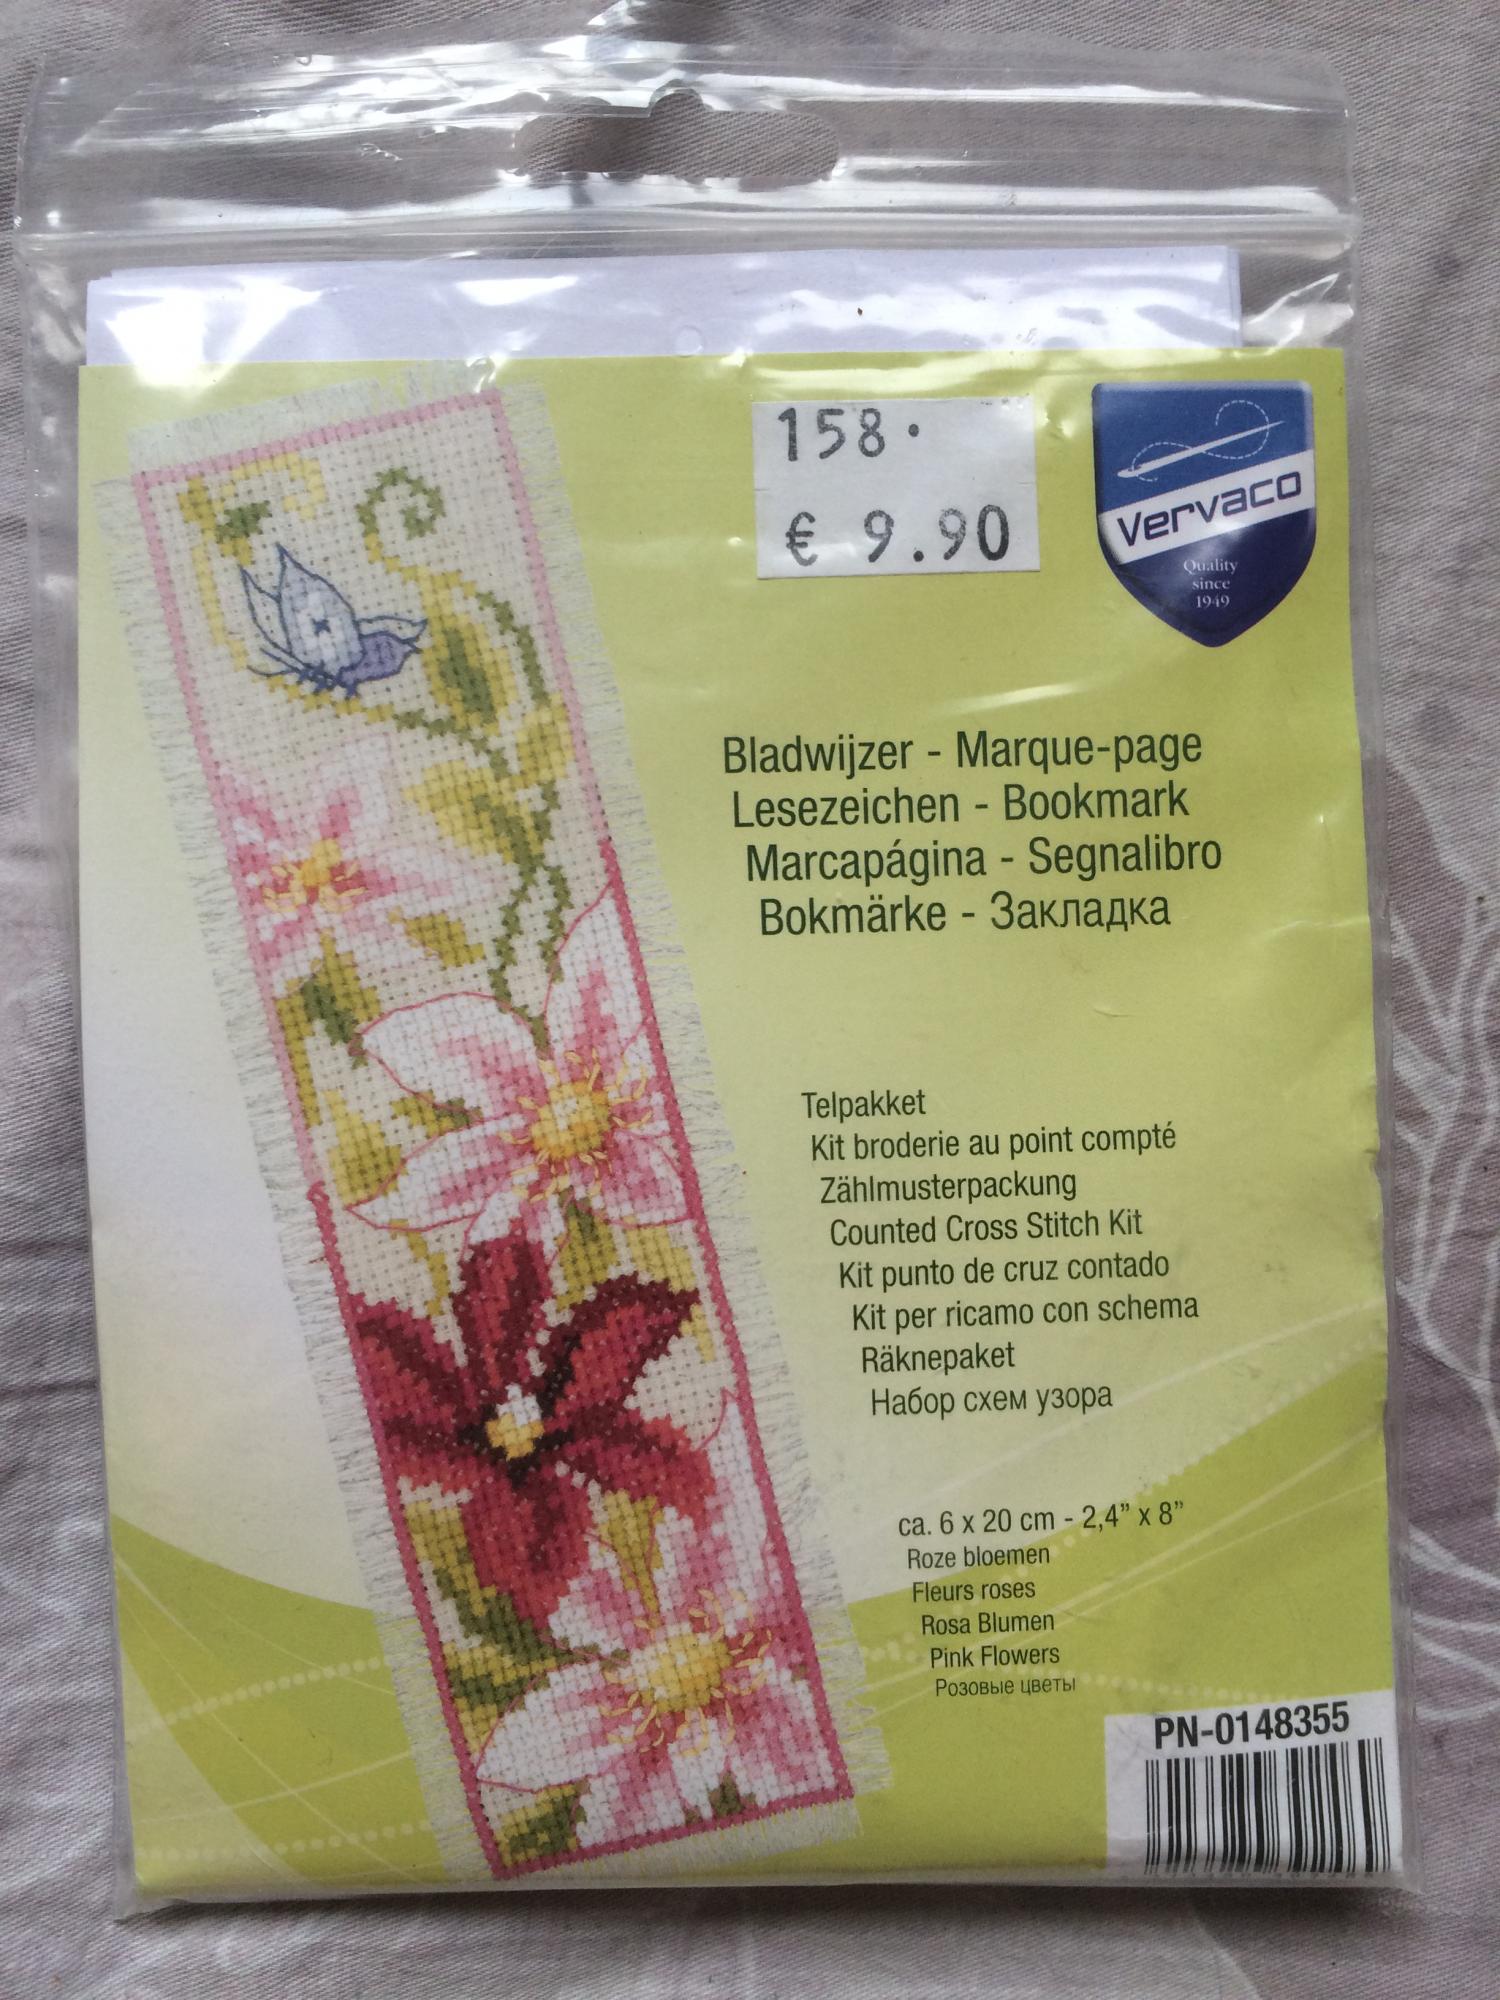 158.
€ 9.90
Vervaco
Quality
since
1949
Bladwijzer - Marque-page
Lesezeichen - Bookmark
Marcapágina - Segnalibro
Bokmärke - Закладка
Telpakket
Kit broderie au point compté
Zählmusterpackung
Counted Cross Stitch Kit
Kit punto de cruz contado
Kit per ricamo con schema
Räknepaket
Набор схем узора
ca. 6 x 20 cm - 2,4” x 8”
Roze bloemen
Fleurs roses
Rosa Blumen
Pink Flowers
Розовые цветы
PN-0148355